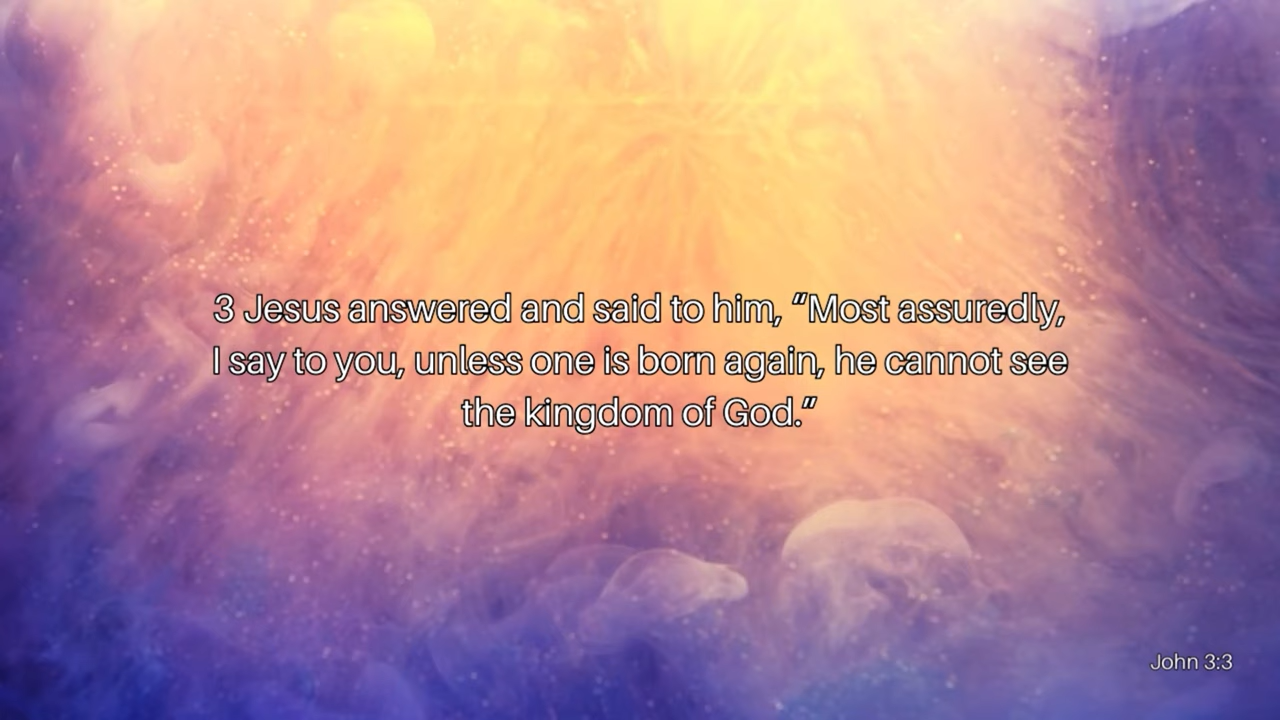 3 Jesus answered and said to him, “Most assuredly,
I say to you, unless one is born again, he cannot see
the kingdom of God.”
John 3:3